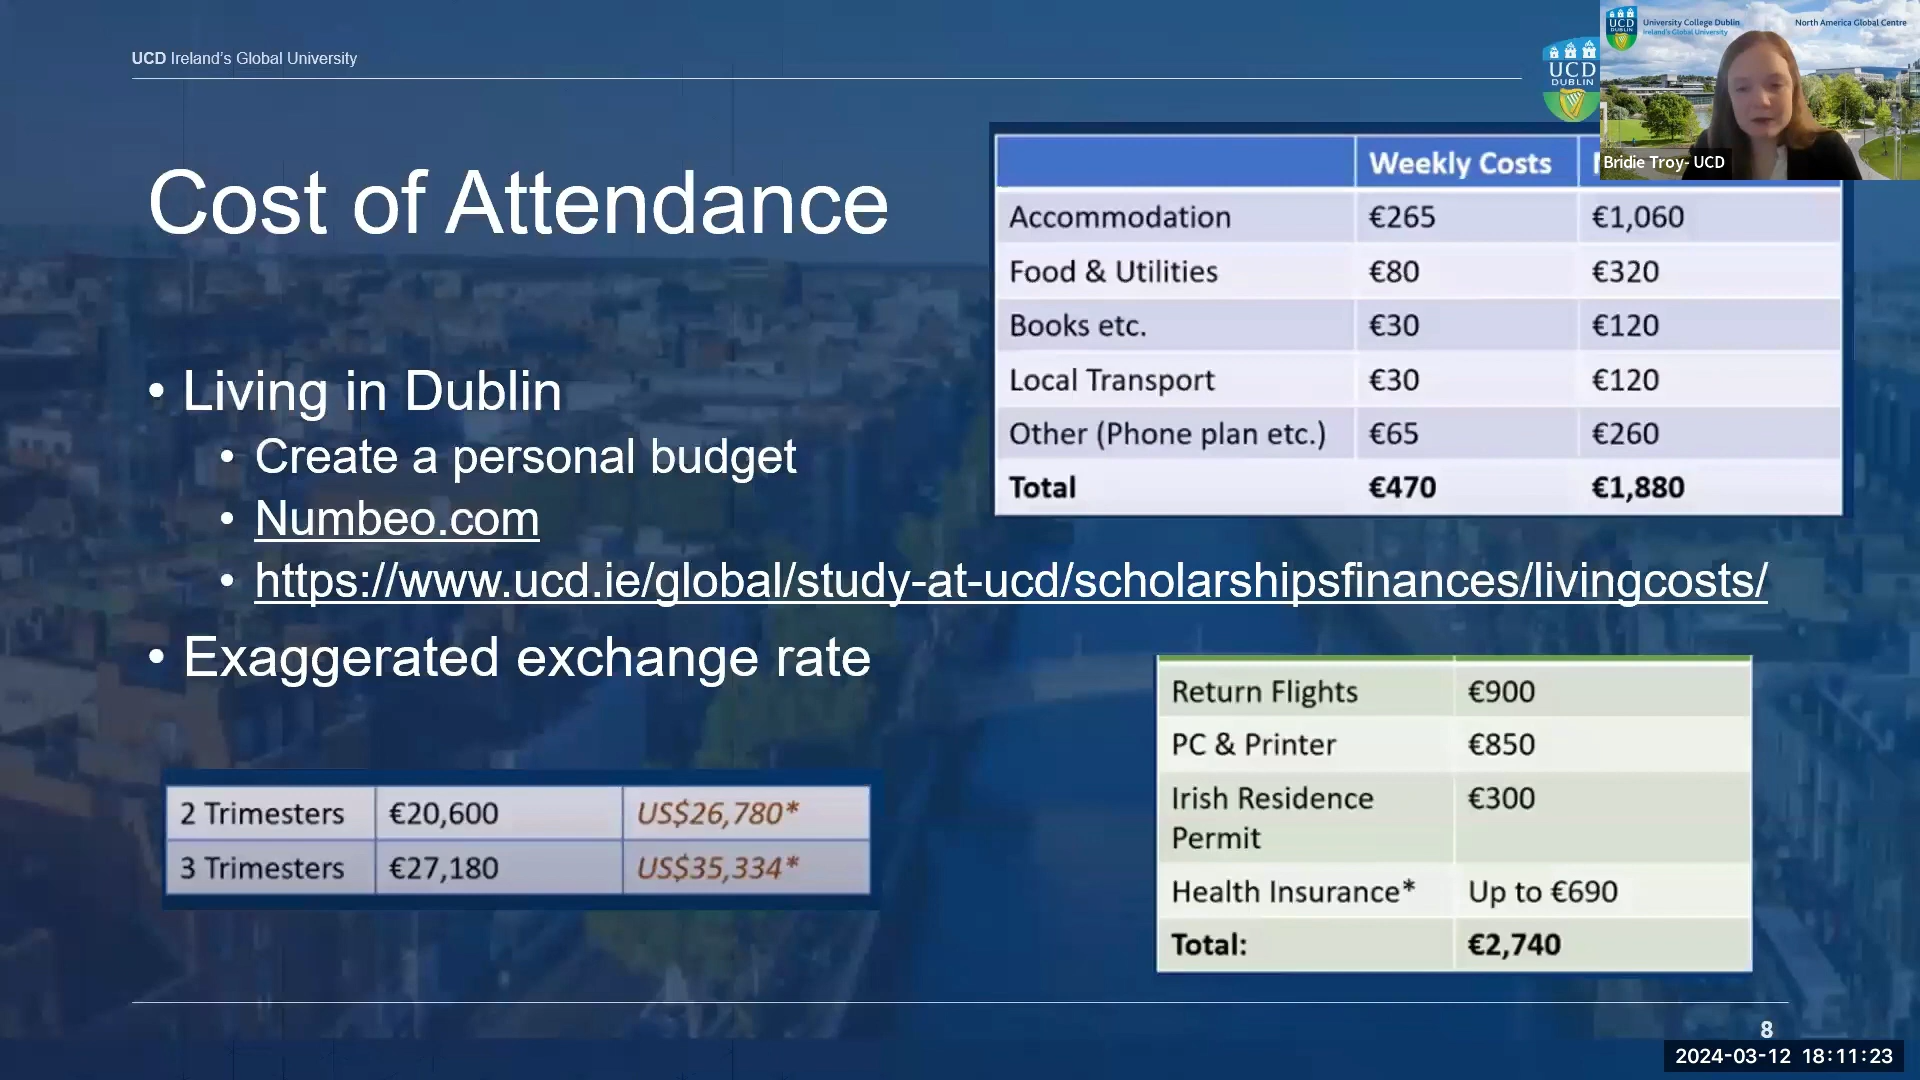 UCD Ireland's Global University
UCD
DUBLIN
UCD
DUBLIN
University College Dublin
Ireland's Global University
North America Global Centre
Bridie Troy- UCD
Cost of Attendance
Weekly Costs
Accommodation €265 €1,060
Food & Utilities €80 €320
Books etc. €30 €120
Local Transport €30 €120
Other (Phone plan etc.) €65 €260
Total €470 €1,880
• Living in Dublin
• Create a personal budget
• Numbeo.com
• https://www.ucd.ie/global/study-at-ucd/scholarshipsfinances/livingcosts/
• Exaggerated exchange rate
2 Trimesters €20,600 US$26,780*
3 Trimesters €27,180 US$35,334*
Return Flights €900
PC & Printer €850
Irish Residence €300
Permit
Health Insurance* Up to €690
Total: €2,740
8
2024-03-12 18:11:23